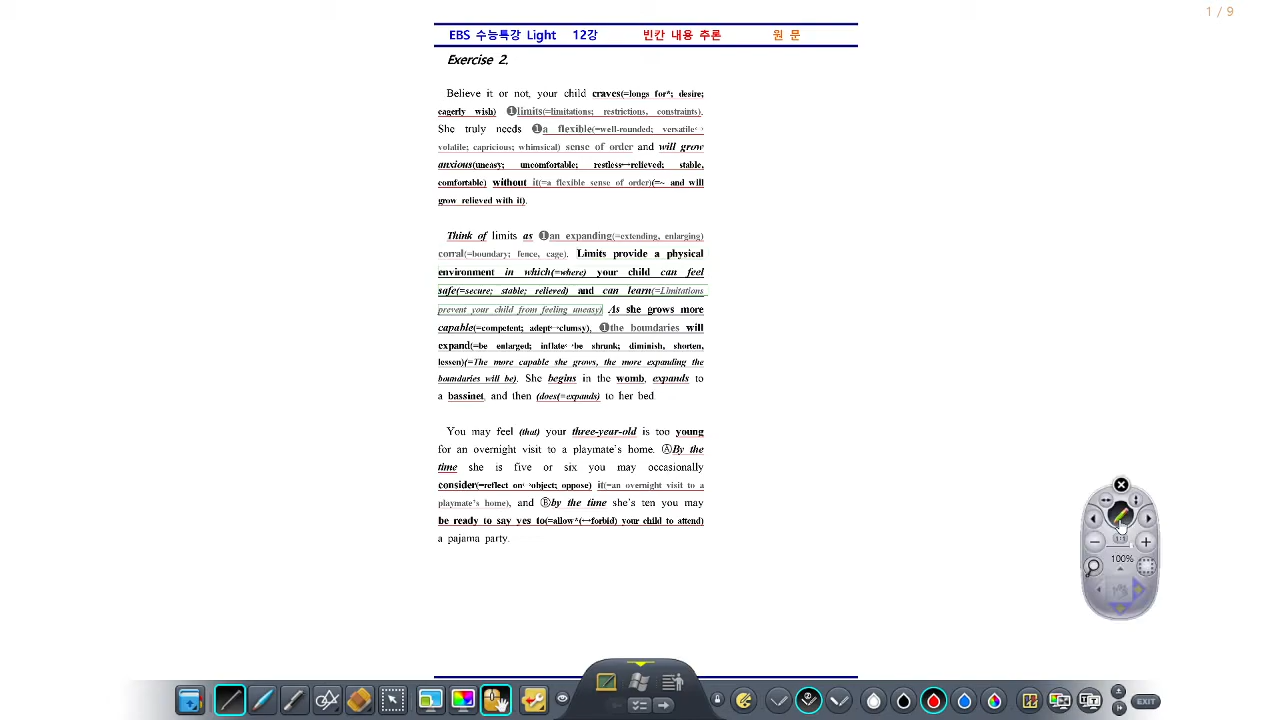 1 / 9
EBS 수능특강 Light 12강 빈칸 내용 추론 원 문
Exercise 2.
Believe it or not, your child craves(=longs for*; desire;
eagerly wish) ❶limits(=limitations; restrictions, constraints).
She truly needs ❶a flexible(=well-rounded; versatile↔
volatile; capricious; whimsical) sense of order and will grow
anxious(uneasy; uncomfortable; restless↔relieved; stable,
comfortable) without it(=a flexible sense of order)(=~ and will
grow relieved with it).
Think of limits as ❶an expanding(=extending, enlarging)
corral(=boundary; fence, cage). Limits provide a physical
environment in which(=where) your child can feel
safe(=secure; stable; relieved) and can learn(=Limitations
prevent your child from feeling uneasy) As she grows more
capable(=competent; adept↔clumsy), ❶the boundaries will
expand(=be enlarged; inflate↔be shrunk; diminish, shorten,
lessen)(=The more capable she grows, the more expanding the
boundaries will be). She begins in the womb, expands to
a bassinet, and then (does(=expands) to her bed.
You may feel (that) your three-year-old is too young
for an overnight visit to a playmate's home. ⒶBy the
time she is five or six you may occasionally
consider(=reflect on↔object; oppose) it(=an overnight visit to a
playmate's home), and Ⓑby the time she's ten you may
be ready to say yes to(=allow^(↔forbid) your child to attend)
a pajama party.
100%
EXIT